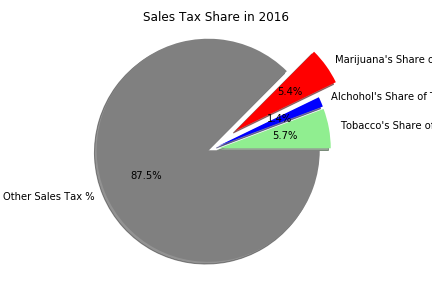 Sales Tax Share in 2016
Marijuana's Share o
5.4%
Alchohol's Share of T
1.4%
Tobacco's Share of
5.7%
87.5%
Other Sales Tax %